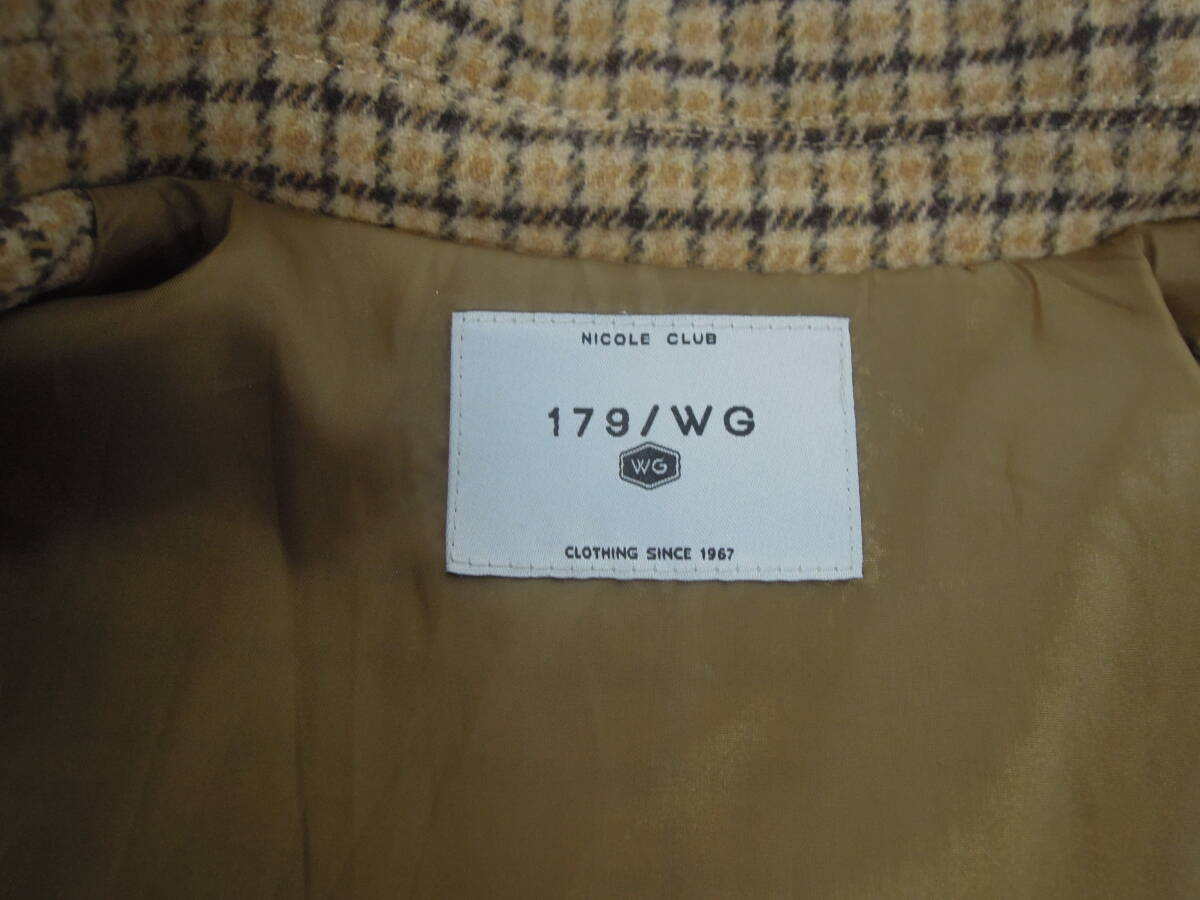 NICOLE CLUB
179/WG
WG
CLOTHING SINCE 1967